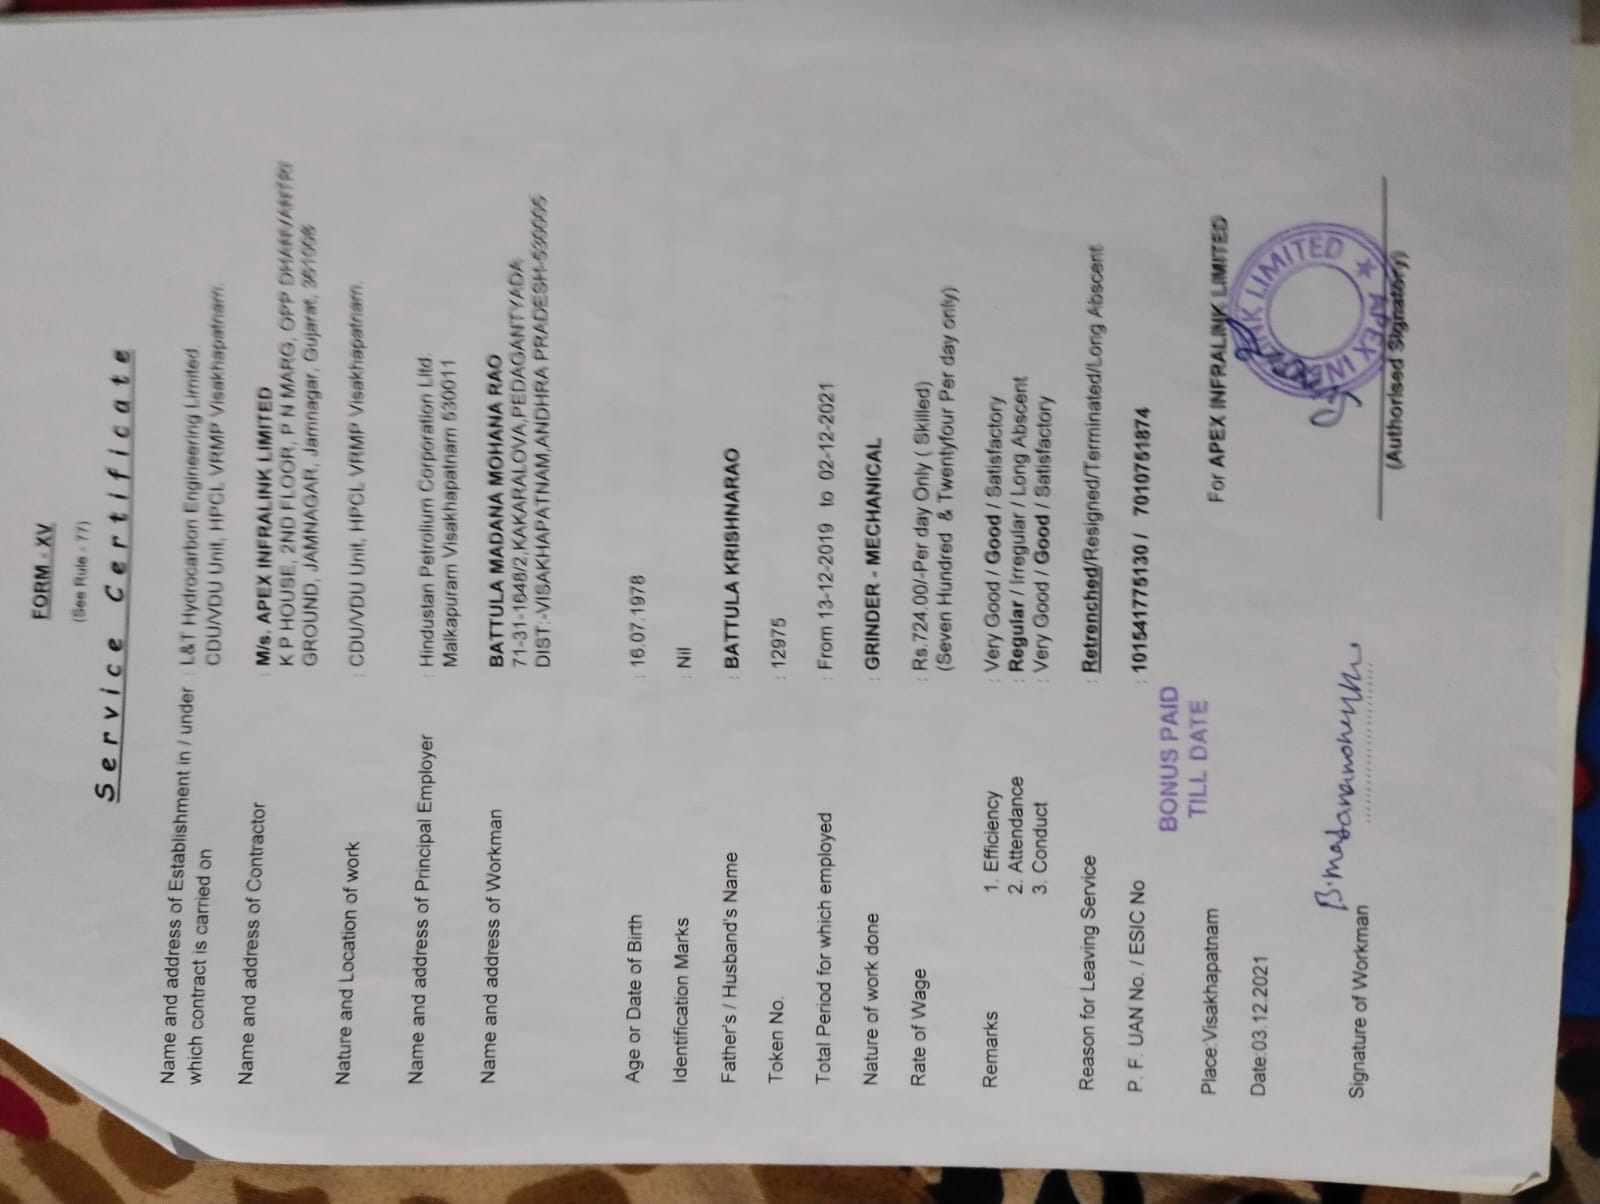 FORM - XV
(See Rule - 77)
Service Certificate
Name and address of Establishment in / under : L&T Hydrocarbon Engineering Limited
which contract is carried on CDU/VDU Unit, HPCL VRMP Visakhapatnam.
Name and address of Contractor : M/s. APEX INFRALINK LIMITED
K P HOUSE, 2ND FLOOR, P N MARG, OPP
GROUND, JAMNAGAR, Jamnagar, Gujarat, 361008
Nature and Location of work : CDU/VDU Unit, HPCL VRMP Visakhapatnam.
Name and address of Principal Employer : Hindustan Petrolium Corporation Lltd.
Malkapuram Visakhapatnam 530011
Name and address of Workman BATTULA MADANA MOHANA RAO
71-31-1648/2,KAKARALOVA,PEDAGANTYADA
DIST:-VISAKHAPATNAM,ANDHRA PRADESH-530005
Age or Date of Birth : 16.07.1978
Identification Marks : Nil
Father's / Husband's Name : BATTULA KRISHNARAO
Token No. : 12975
Total Period for which employed : From 13-12-2019 to 02-12-2021
Nature of work done : GRINDER - MECHANICAL
Rate of Wage : Rs.724.00/-Per day Only ( Skilled)
(Seven Hundred & Twentyfour Per day only)
Remarks 1. Efficiency : Very Good / Good / Satisfactory
2. Attendance : Regular / Irregular / Long Abscent
3. Conduct : Very Good / Good / Satisfactory
Reason for Leaving Service : Retrenched/Resigned/Terminated/Long Abscent
P. F. UAN No. / ESIC No : 101541775130 / 7010751874
BONUS PAID
TILL DATE
Place:Visakhapatnam
For APEX INFRALINK LIMITED
Date:03.12.2021
APEX INFRALINK LIMITED
Signature of Workman
(Authorised Signatory)